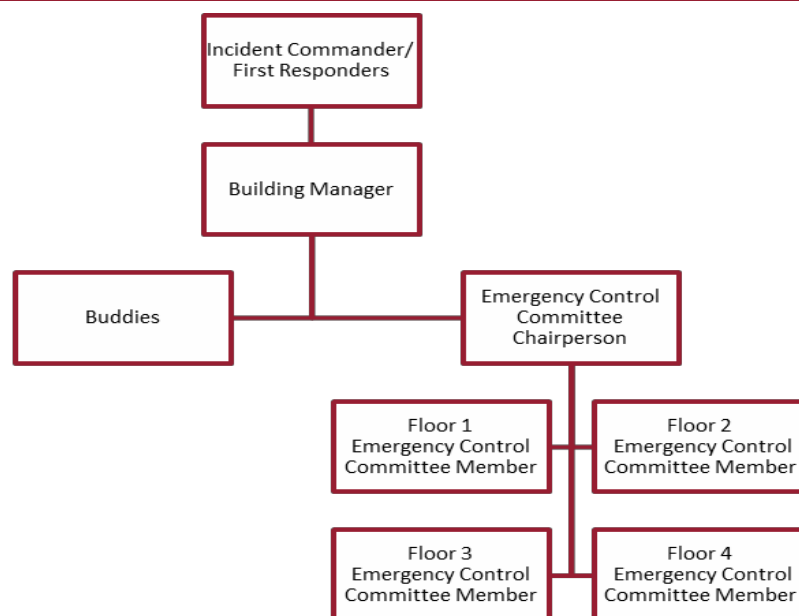 Incident Commander/
First Responders
Building Manager
Buddies
Emergency Control
Committee
Chairperson
Floor 1
Emergency Control
Committee Member
Floor 2
Emergency Control
Committee Member
Floor 3
Emergency Control
Committee Member
Floor 4
Emergency Control
Committee Member